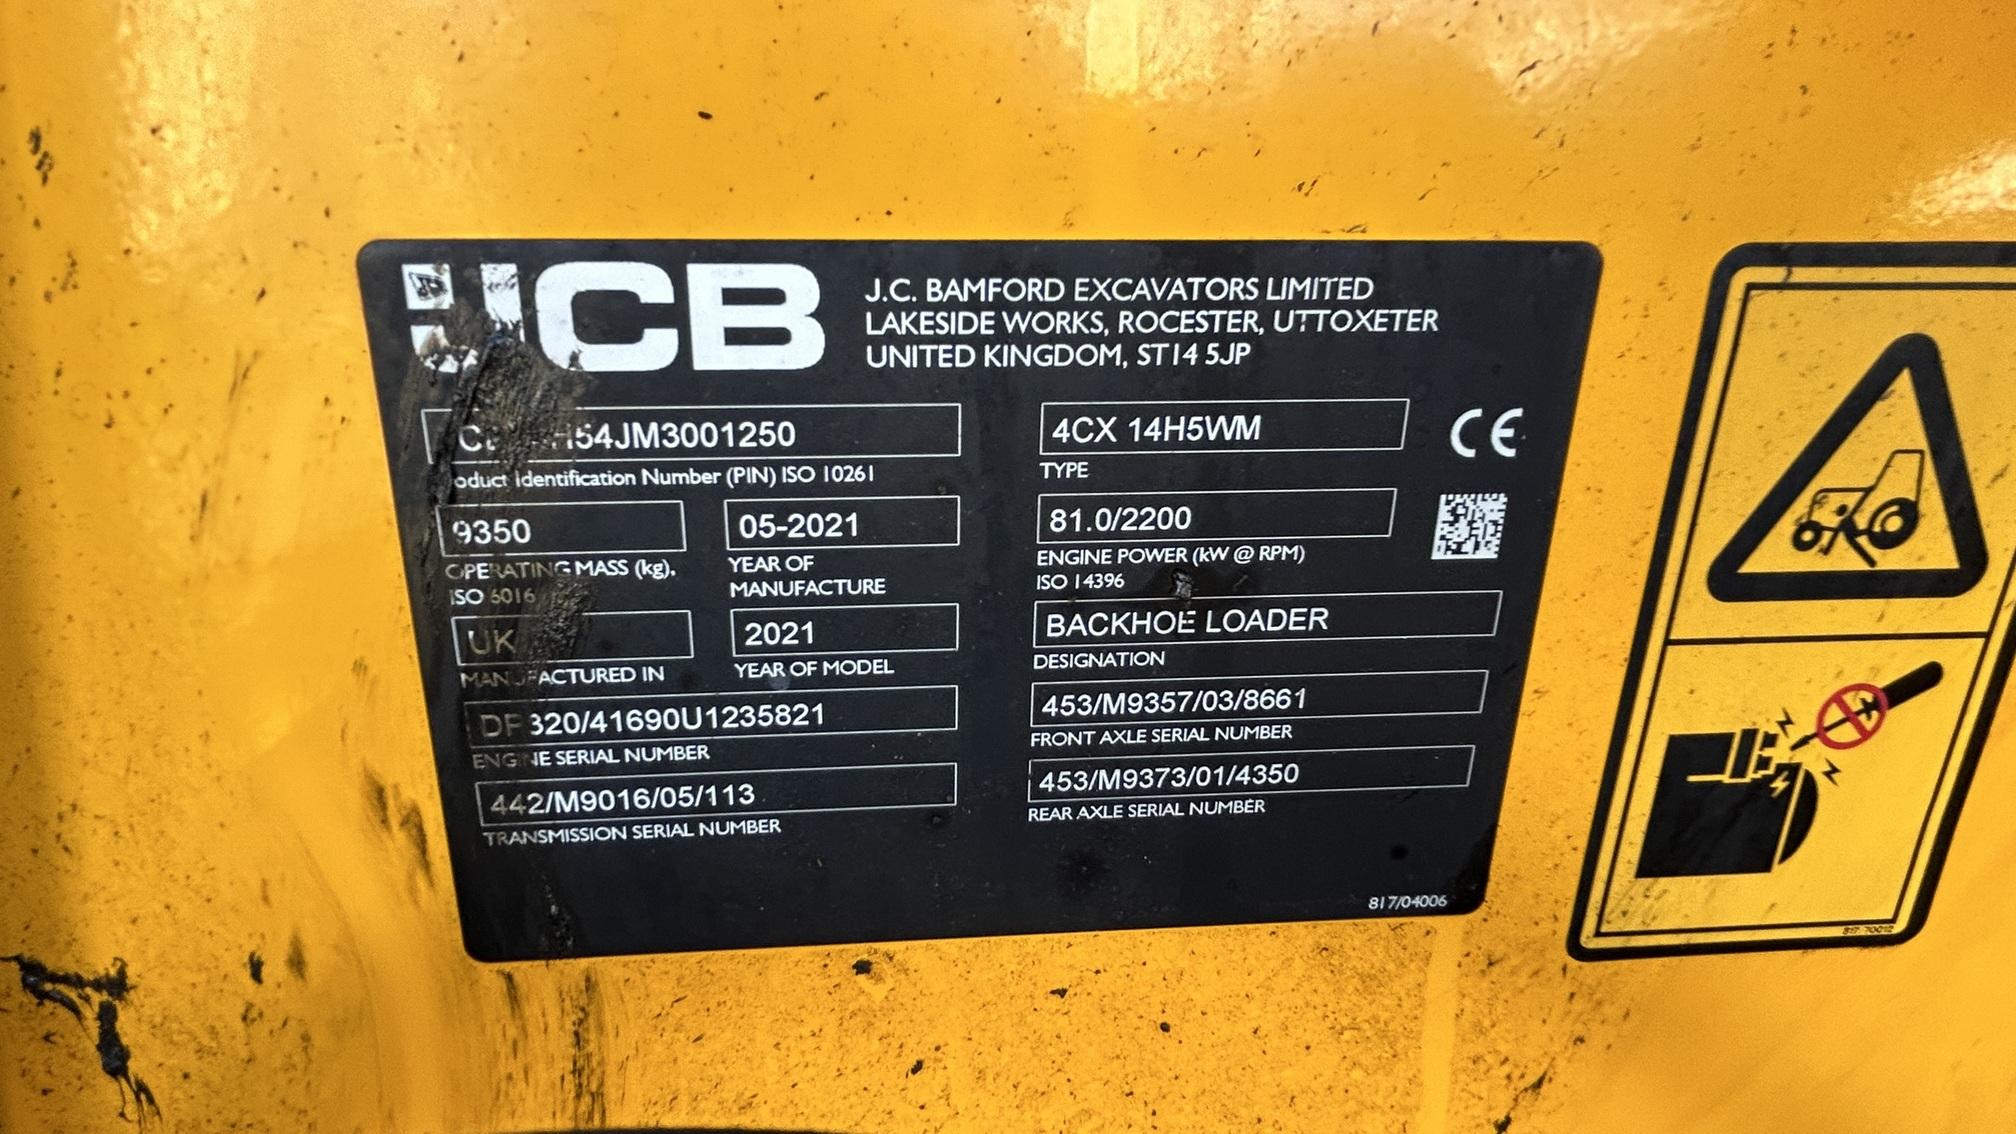 JCB
J.C. BAMFORD EXCAVATORS LIMITED
LAKESIDE WORKS, ROCESTER, UTTOXETER
UNITED KINGDOM, ST14 5JP
4CX 14H5WM
CE
Identification Number (PIN) ISO 10261
TYPE
9350
05-2021
81.0/2200
OPERATING MASS (kg),
ISO 6016
YEAR OF
MANUFACTURE
ENGINE POWER (kW @ RPM)
ISO 14396
UK
2021
BACKHOE LOADER
MANUFACTURED IN
YEAR OF MODEL
DESIGNATION
453/M9357/03/8661
ENGINE SERIAL NUMBER
FRONT AXLE SERIAL NUMBER
442/M9016/05/113
453/M9373/01/4350
TRANSMISSION SERIAL NUMBER
REAR AXLE SERIAL NUMBER
817/04006